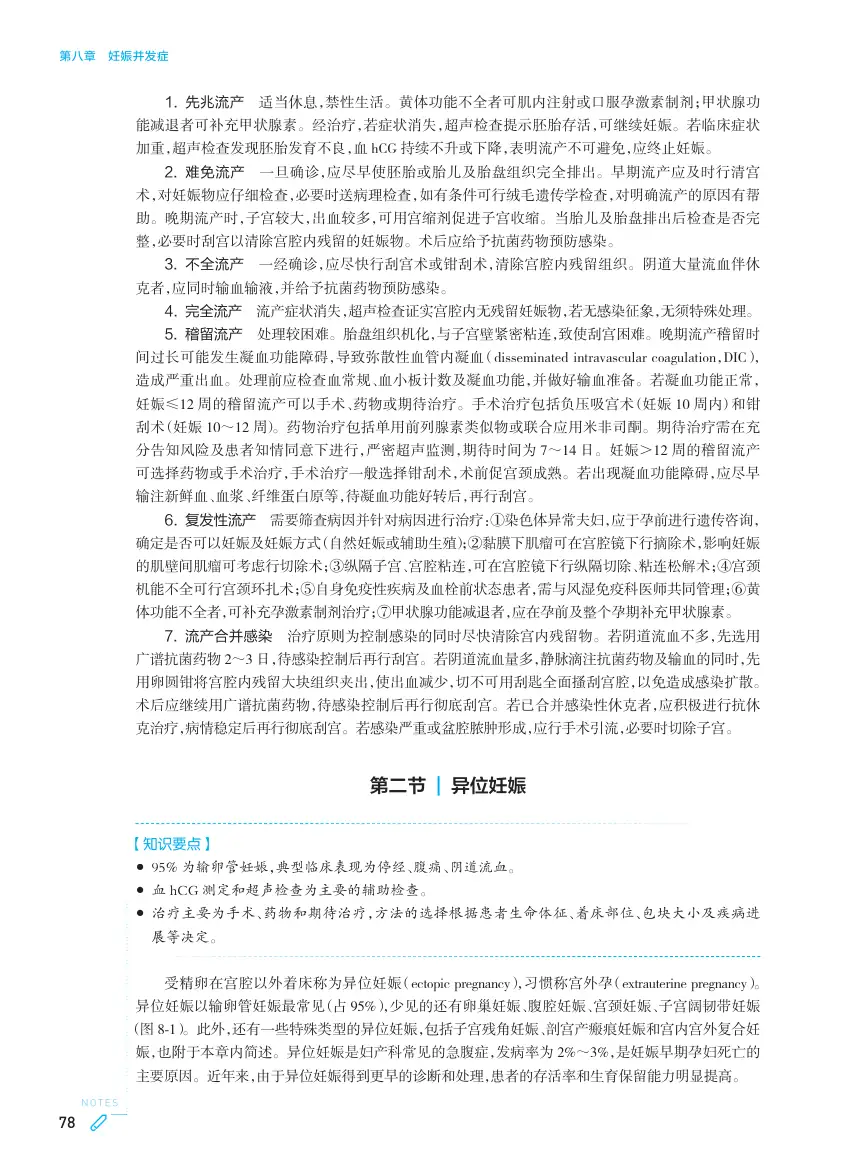 第八章 妊娠并发症
1. 先兆流产 适当休息,禁性生活。黄体功能不全者可肌内注射或口服孕激素制剂;甲状腺功
能减退者可补充甲状腺素。经治疗,若症状消失,超声检查提示胚胎存活,可继续妊娠。若临床症状
加重,超声检查发现胚胎发育不良,血 hCG 持续不升或下降,表明流产不可避免,应终止妊娠。
2. 难免流产 一旦确诊,应尽早使胚胎或胎儿及胎盘组织完全排出。早期流产应及时行清宫
术,对妊娠物应仔细检查,必要时送病理检查,如有条件可行绒毛遗传学检查,对明确流产的原因有帮
助。晚期流产时,子宫较大,出血较多,可用宫缩剂促进子宫收缩。当胎儿及胎盘排出后检查是否完
整,必要时刮宫以清除宫腔内残留的妊娠物。术后应给予抗菌药物预防感染。
3. 不全流产 一经确诊,应尽快行刮宫术或钳刮术,清除宫腔内残留组织。阴道大量流血伴休
克者,应同时输血输液,并给予抗菌药物预防感染。
4. 完全流产 流产症状消失,超声检查证实宫腔内无残留妊娠物,若无感染征象,无须特殊处理。
5. 稽留流产 处理较困难。胎盘组织机化,与子宫壁紧密粘连,致使刮宫困难。晚期流产稽留时
间过长可能发生凝血功能障碍,导致弥散性血管内凝血(disseminated intravascular coagulation,DIC),
造成严重出血。处理前应检查血常规、血小板计数及凝血功能,并做好输血准备。若凝血功能正常,
妊娠≤12 周的稽留流产可以手术、药物或期待治疗。手术治疗包括负压吸宫术(妊娠 10 周内)和钳
刮术(妊娠 10～12 周)。药物治疗包括单用前列腺素类似物或联合应用米非司酮。期待治疗需在充
分告知风险及患者知情同意下进行,严密超声监测,期待时间为 7～14 日。妊娠＞12 周的稽留流产
可选择药物或手术治疗,手术治疗一般选择钳刮术,术前促宫颈成熟。若出现凝血功能障碍,应尽早
输注新鲜血、血浆、纤维蛋白原等,待凝血功能好转后,再行刮宫。
6. 复发性流产 需要筛查病因并针对病因进行治疗:①染色体异常夫妇,应于孕前进行遗传咨询,
确定是否可以妊娠及妊娠方式(自然妊娠或辅助生殖);②黏膜下肌瘤可在宫腔镜下行摘除术,影响妊娠
的肌壁间肌瘤可考虑行切除术;③纵隔子宫、宫腔粘连,可在宫腔镜下行纵隔切除、粘连松解术;④宫颈
机能不全可行宫颈环扎术;⑤自身免疫性疾病及血栓前状态患者,需与风湿免疫科医师共同管理;⑥黄
体功能不全者,可补充孕激素制剂治疗;⑦甲状腺功能减退者,应在孕前及整个孕期补充甲状腺素。
7. 流产合并感染 治疗原则为控制感染的同时尽快清除宫内残留物。若阴道流血不多,先选用
广谱抗菌药物 2～3 日,待感染控制后再行刮宫。若阴道流血量多,静脉滴注抗菌药物及输血的同时,先
用卵圆钳将宫腔内残留大块组织夹出,使出血减少,切不可用刮匙全面搔刮宫腔,以免造成感染扩散。
术后应继续用广谱抗菌药物,待感染控制后再行彻底刮宫。若已合并感染性休克者,应积极进行抗休
克治疗,病情稳定后再行彻底刮宫。若感染严重或盆腔脓肿形成,应行手术引流,必要时切除子宫。
第二节 | 异位妊娠
【知识要点】
● 95% 为输卵管妊娠,典型临床表现为停经、腹痛、阴道流血。
● 血 hCG 测定和超声检查为主要的辅助检查。
● 治疗主要为手术、药物和期待治疗,方法的选择根据患者生命体征、着床部位、包块大小及疾病进
展等决定。
受精卵在宫腔以外着床称为异位妊娠(ectopic pregnancy),习惯称宫外孕(extrauterine pregnancy)。
异位妊娠以输卵管妊娠最常见(占 95%),少见的还有卵巢妊娠、腹腔妊娠、宫颈妊娠、子宫阔韧带妊娠
(图 8-1)。此外,还有一些特殊类型的异位妊娠,包括子宫残角妊娠、剖宫产瘢痕妊娠和宫内宫外复合妊
娠,也附于本章内简述。异位妊娠是妇产科常见的急腹症,发病率为 2%～3%,是妊娠早期孕妇死亡的
主要原因。近年来,由于异位妊娠得到更早的诊断和处理,患者的存活率和生育保留能力明显提高。
NOTES
78